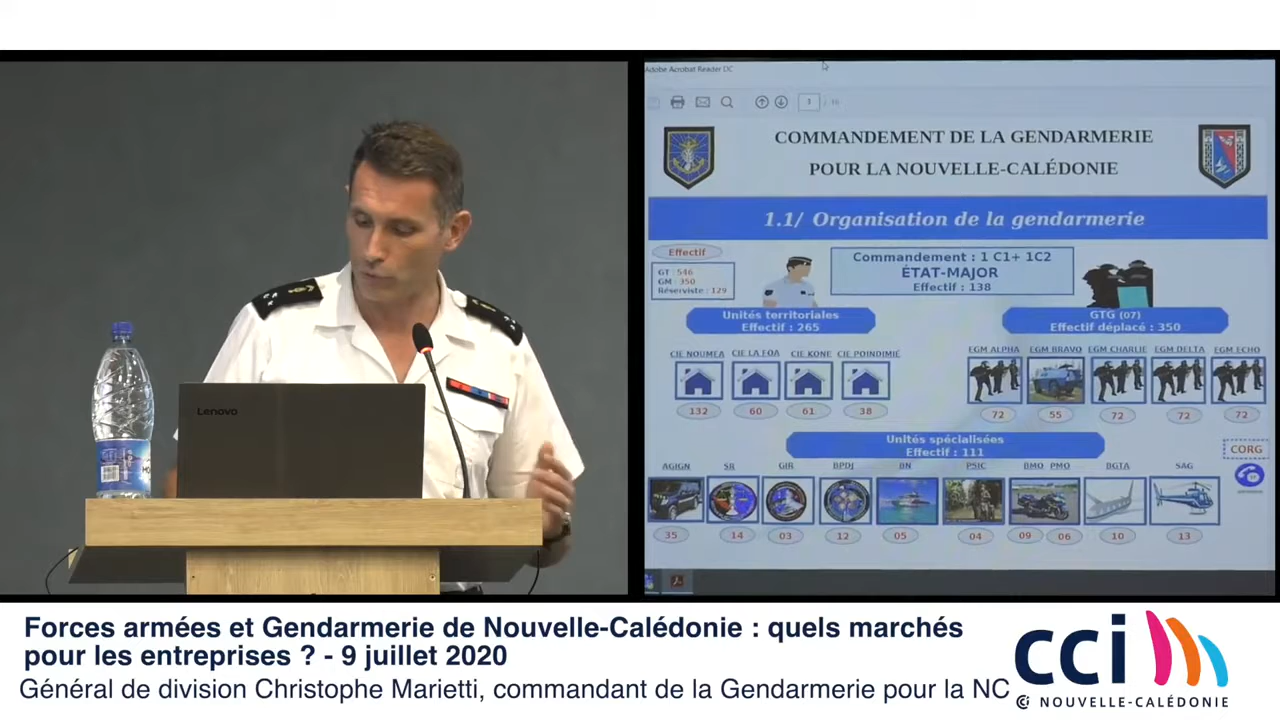 Adobe Acrobat Reader DC
COMMANDEMENT DE LA GENDARMERIE
POUR LA NOUVELLE-CALÉDONIE
1.1/ Organisation de la gendarmerie
Effectif
GT : 546
GM : 350
Réserviste : 129
Commandement : 1 C1+ 1C2
ÉTAT-MAJOR
Effectif : 138
Unités territoriales
Effectif : 265
GTG (07)
Effectif déplacé : 350
CIE NOUMEA CIE LA FOA CIE KONE CIE POINDIMIE
132 60 61 38
EGM ALPHA EGM BRAVO EGM CHARLIE EGM DELTA EGM ECHO
72 55 72 72 72
Unités spécialisées
Effectif : 111
CORG
AGIGN SR GIR BPDJ BN PSIG BMO PMO BGTA SAG
35 14 03 12 05 04 09 06 10 13
Lenovo
Forces armées et Gendarmerie de Nouvelle-Calédonie : quels marchés
pour les entreprises ? - 9 juillet 2020
Général de division Christophe Marietti, commandant de la Gendarmerie pour la NC
cci
NOUVELLE-CALÉDONIE